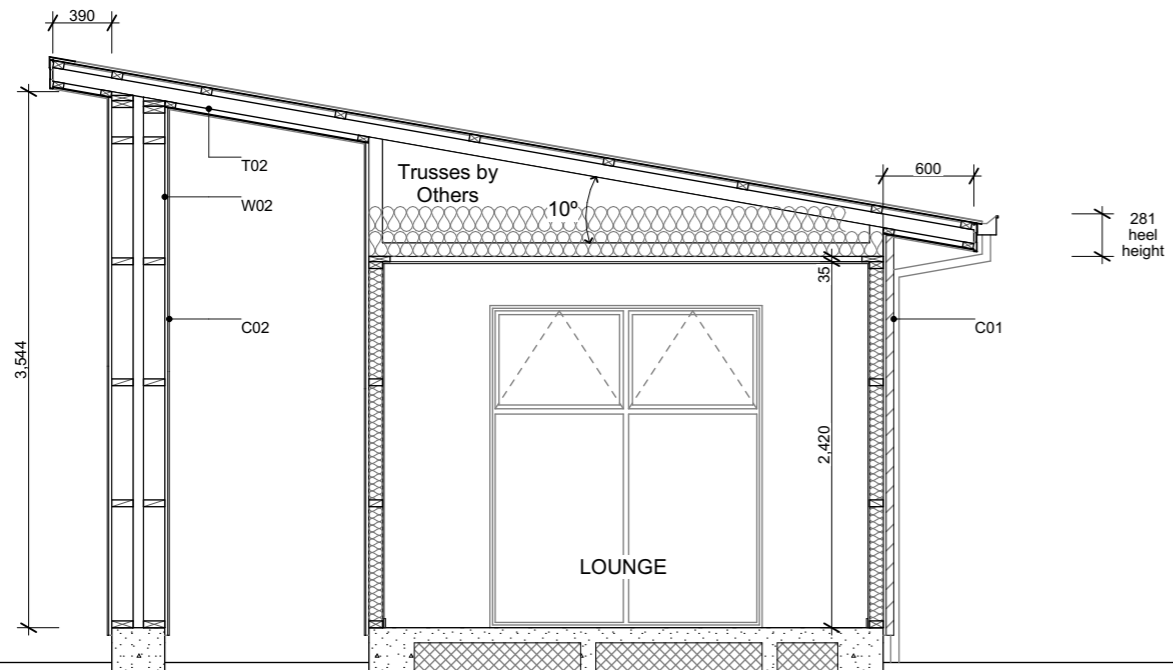 390
T02
Trusses by
Others
10º
600
281
heel
height
W02
35
C02
C01
3,544
2,420
LOUNGE